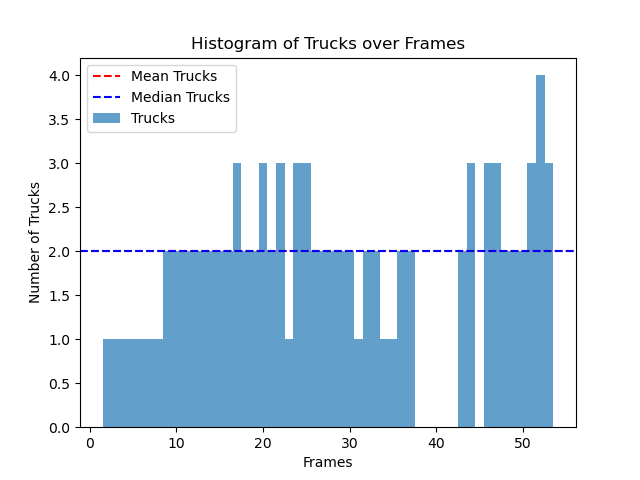 Histogram of Trucks over Frames
Mean Trucks
Median Trucks
Trucks
4.0
3.5
3.0
2.5
2.0
1.5
1.0
0.5
0.0
Number of Trucks
0 10 20 30 40 50
Frames